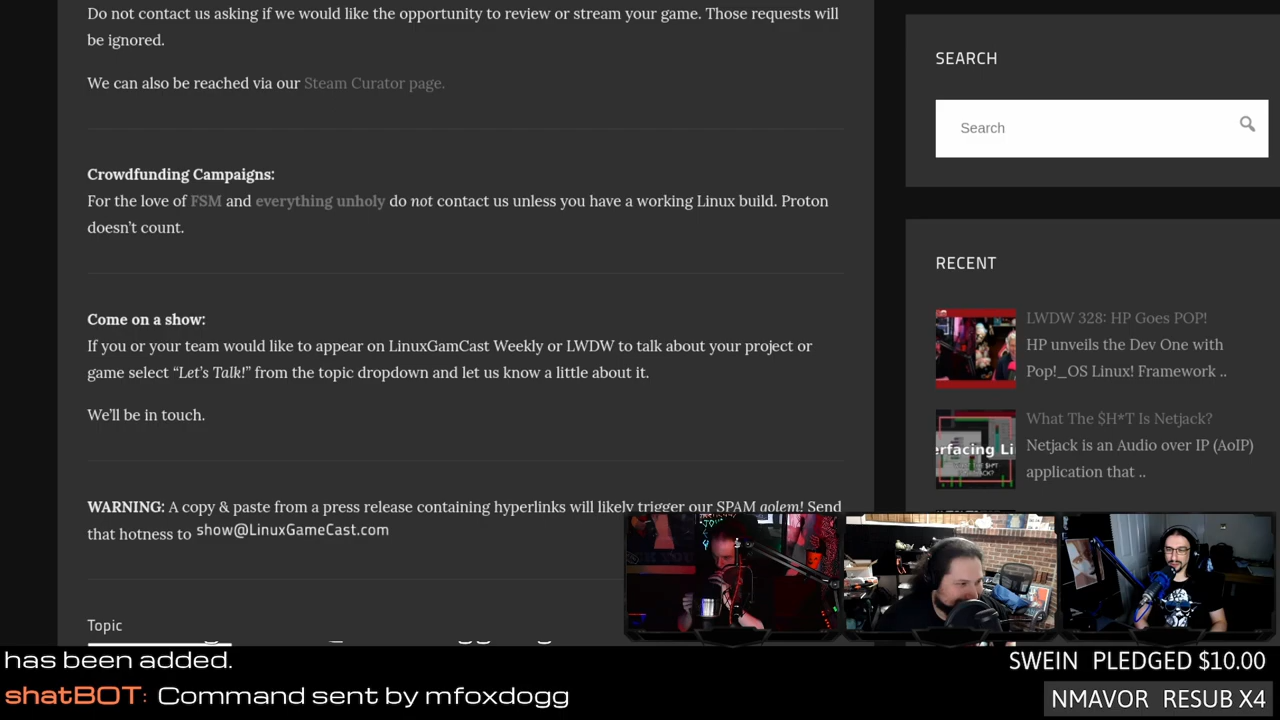 Do not contact us asking if we would like the opportunity to review or stream your game. Those requests will
be ignored.
We can also be reached via our Steam Curator page.
Crowdfunding Campaigns:
For the love of FSM and everything unholy do not contact us unless you have a working Linux build. Proton
doesn’t count.
Come on a show:
If you or your team would like to appear on LinuxGamCast Weekly or LWDW to talk about your project or
game select “Let’s Talk!” from the topic dropdown and let us know a little about it.
We’ll be in touch.
WARNING: A copy & paste from a press release containing hyperlinks will likely trigger our SPAM golem! Send
that hotness to show@LinuxGameCast.com
Topic
SEARCH
Search
RECENT
LWDW 328: HP Goes POP!
HP unveils the Dev One with
Pop!_OS Linux! Framework ..
What The $H*T Is Netjack?
Netjack is an Audio over IP (AoIP)
application that ..
erfacing Li
has been added.
shatBOT: Command sent by mfoxdogg
SWEIN PLEDGED $10.00
NMAVOR RESUB X4